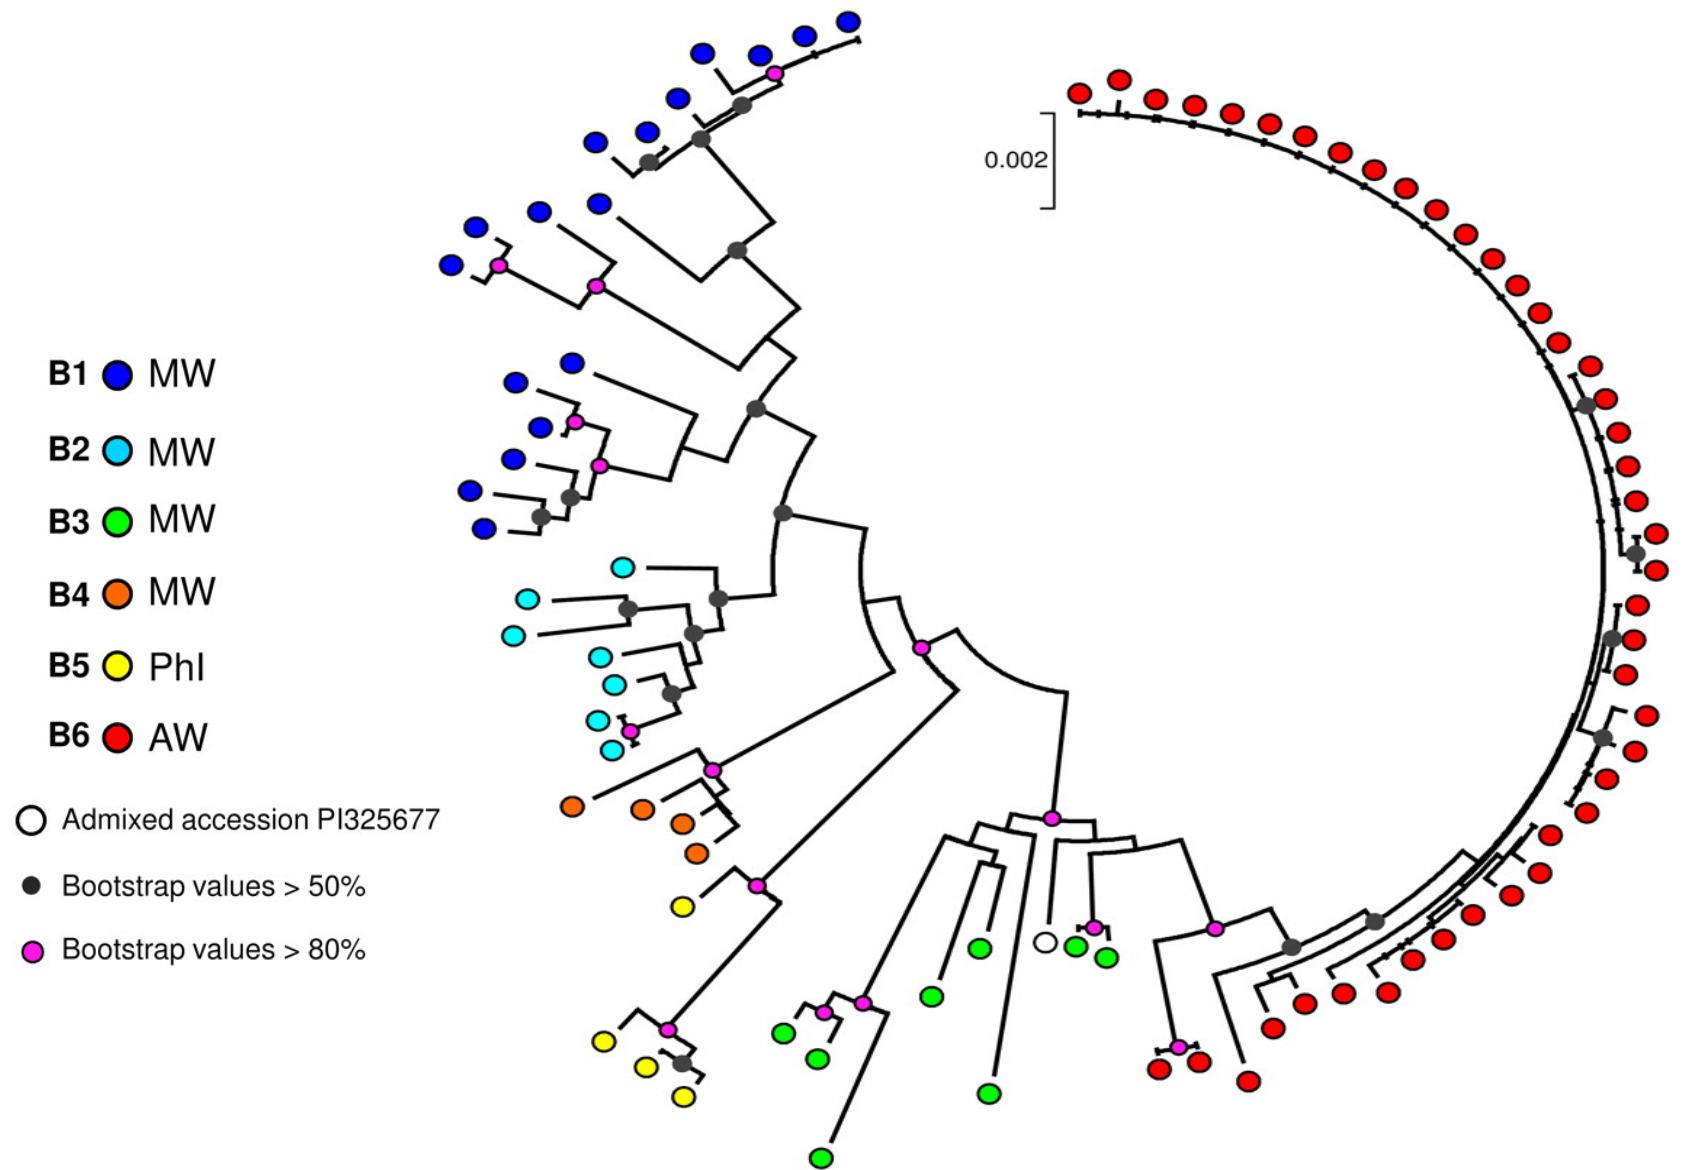 0.002
B1 MW
B2 MW
B3 MW
B4 MW
B5 PhI
B6 AW
Admixed accession PI325677
Bootstrap values > 50%
Bootstrap values > 80%